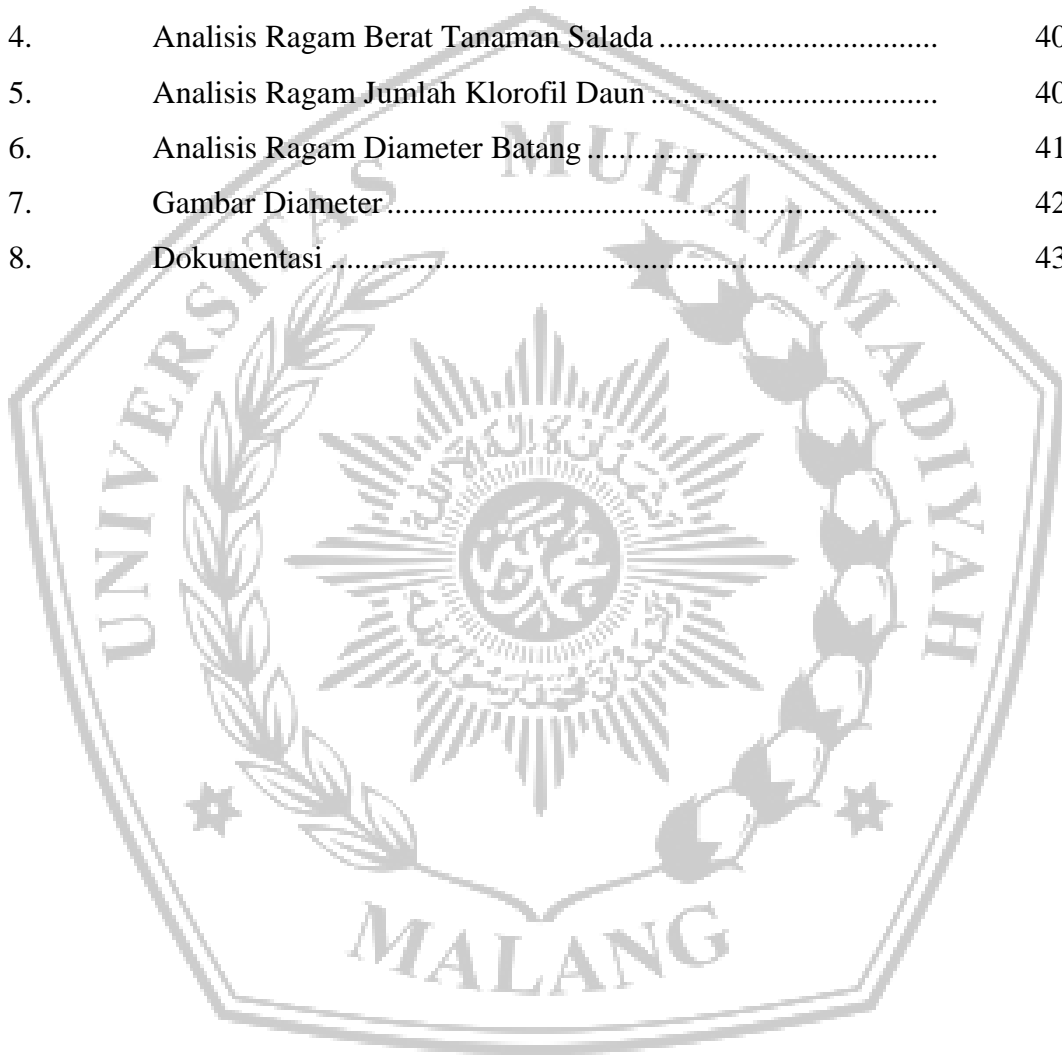 4. Analisis Ragam Berat Tanaman Salada .................................. 40
5. Analisis Ragam Jumlah Klorofil Daun ................................... 40
6. Analisis Ragam Diameter Batang ........................................... 41
7. Gambar Diameter .................................................................... 42
8. Dokumentasi ........................................................................... 43
UNIVERSITAS MUHAMMADIYAH
MALANG